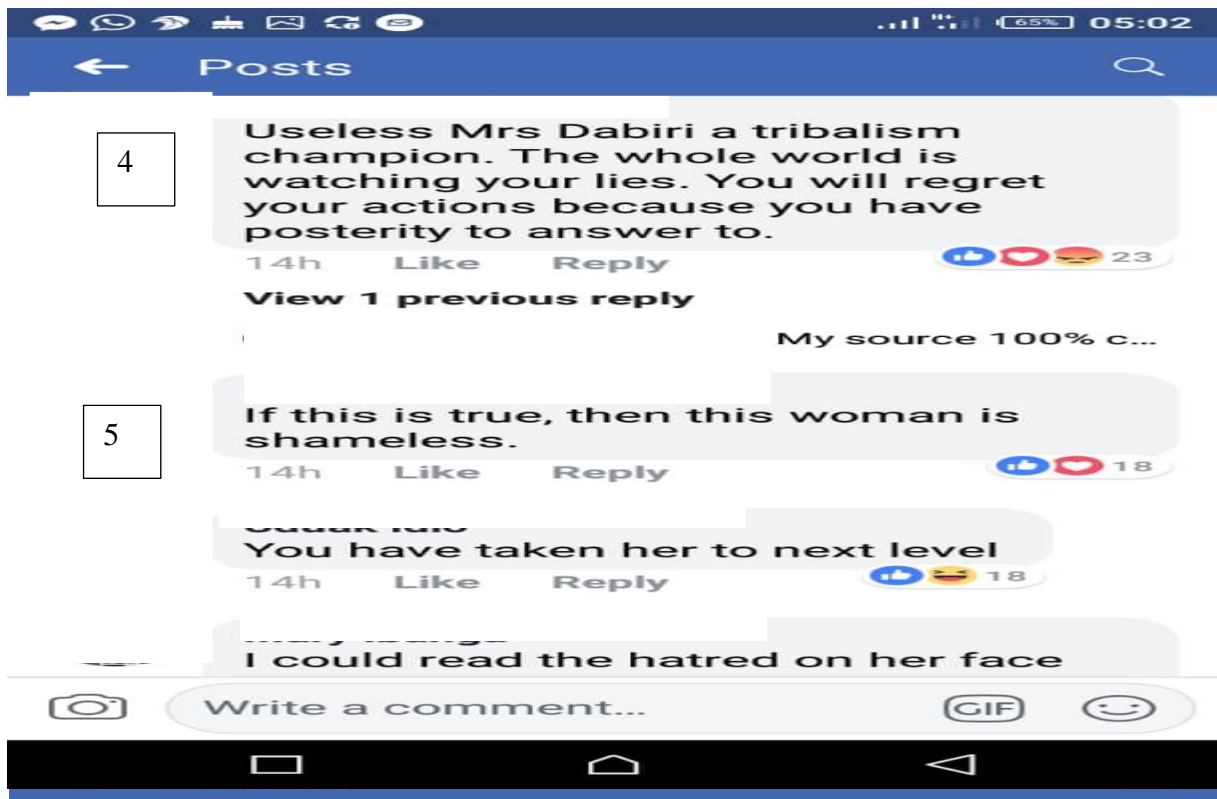 65% 05:02
Posts
4
Useless Mrs Dabiri a tribalism
champion. The whole world is
watching your lies. You will regret
your actions because you have
posterity to answer to.
14h Like Reply 23
View 1 previous reply
My source 100% c...
5
If this is true, then this woman is
shameless.
14h Like Reply 18
You have taken her to next level
14h Like Reply 18
I could read the hatred on her face
Write a comment... GIF